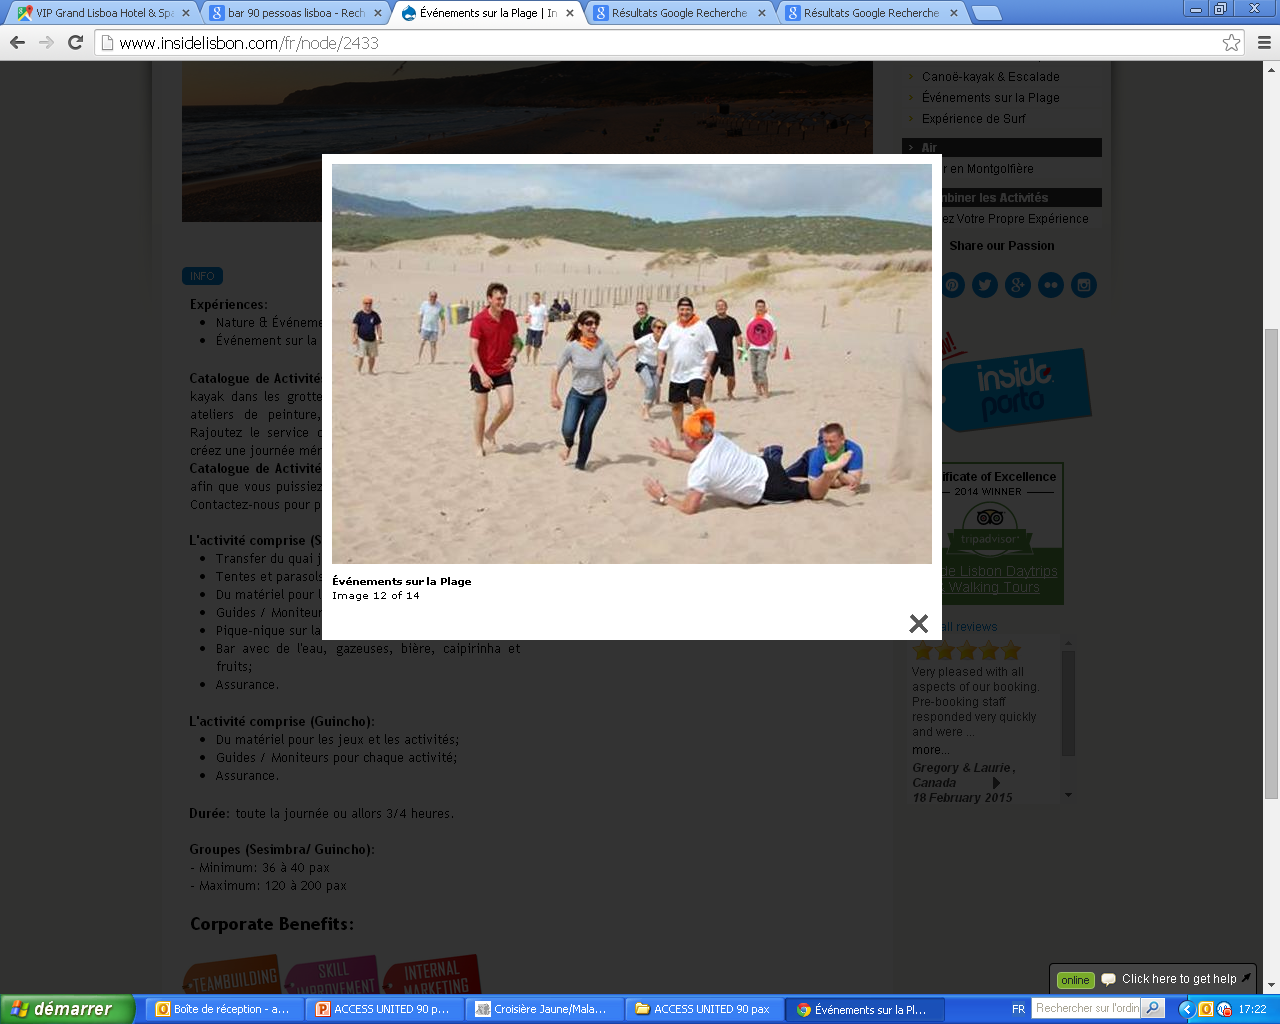 VIP Grand Lisboa Hotel & Spa
bar 90 pessoas lisboa - Rech
Événements sur la Plage | In
Résultats Google Recherche
Résultats Google Recherche
www.insidelisbon.com/fr/node/2433
Canoë-kayak & Escalade
Événements sur la Plage
Expérience de Surf
Air
r en Montgolfière
nbiner les Activités
ez Votre Propre Expérience
Share our Passion
INFO
Expériences:
Nature & Événeme
Événement sur la
Catalogue de Activité
kayak dans les grotte
ateliers de peinture,
Rajoutez le service
créez une journée mér
Catalogue de Activité
afin que vous puissiez
Contactez-nous pour p
L'activité comprise (S
Transfer du quai j
Tentes et parasols
Du matériel pour l
Guides / Moniteur
Pique-nique sur la
Bar avec de l'eau, gazeuses, bière, caipirinha et
fruits;
Assurance.
L'activité comprise (Guincho):
Du matériel pour les jeux et les activités;
Guides / Moniteurs pour chaque activité;
Assurance.
Durée: toute la journée ou allors 3/4 heures.
Groupes (Sesimbra/ Guincho):
- Minimum: 36 à 40 pax
- Maximum: 120 à 200 pax
Corporate Benefits:
TEAMBUILDING
SKILL
IMPROVEMENT
INTERNAL
MARKETING
Événements sur la Plage
Image 12 of 14
inside
porto
ificate of Excellence
2014 WINNER
tripadvisor
de Lisbon Daytrips
& Walking Tours
all reviews
Very pleased with all
aspects of our booking.
Pre-booking staff
responded very quickly
and were ...
more...
Gregory & Laurie,
Canada
18 February 2015
online
Click here to get help
démarrer
Boîte de réception - a...
ACCESS UNITED 90 p...
Croisière Jaune/Mala...
ACCESS UNITED 90 pax
Événements sur la Pl...
FR
Rechercher sur l'ordin
17:22